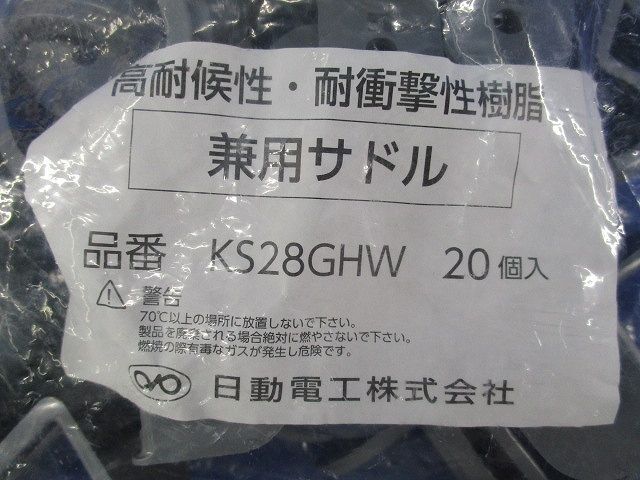 高耐候性・耐衝撃性樹脂
兼用サドル
品番 KS28GHW 20個入
警告
70℃以上の場所に放置しないで下さい。
製品を廃棄される場合絶対に燃やさないで下さい。
燃焼の際有毒なガスが発生し危険です。
日動電工株式会社